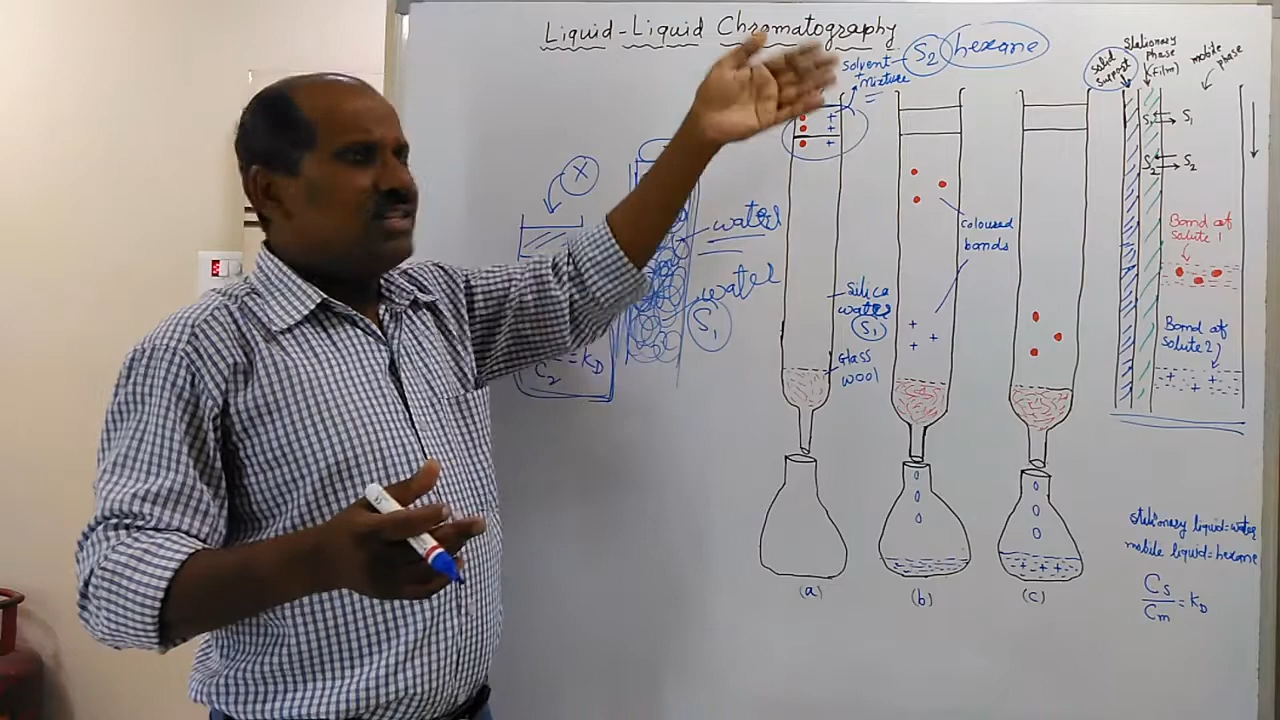 Liquid-Liquid Chromatography
solvent
+
mixture
S2
hexane
Solid
support
Stationary
phase
(Film)
mobile
phase
X
water
water
S1
C2
= KD
Silica
water
S1
Glass
wool
Coloured
bands
S1
S1
S2
S2
Band of
Solute 1
Band of
Solute 2
(a)
(b)
(c)
stationary liquid=water
mobile liquid=hexane
Cs
Cm
= KD